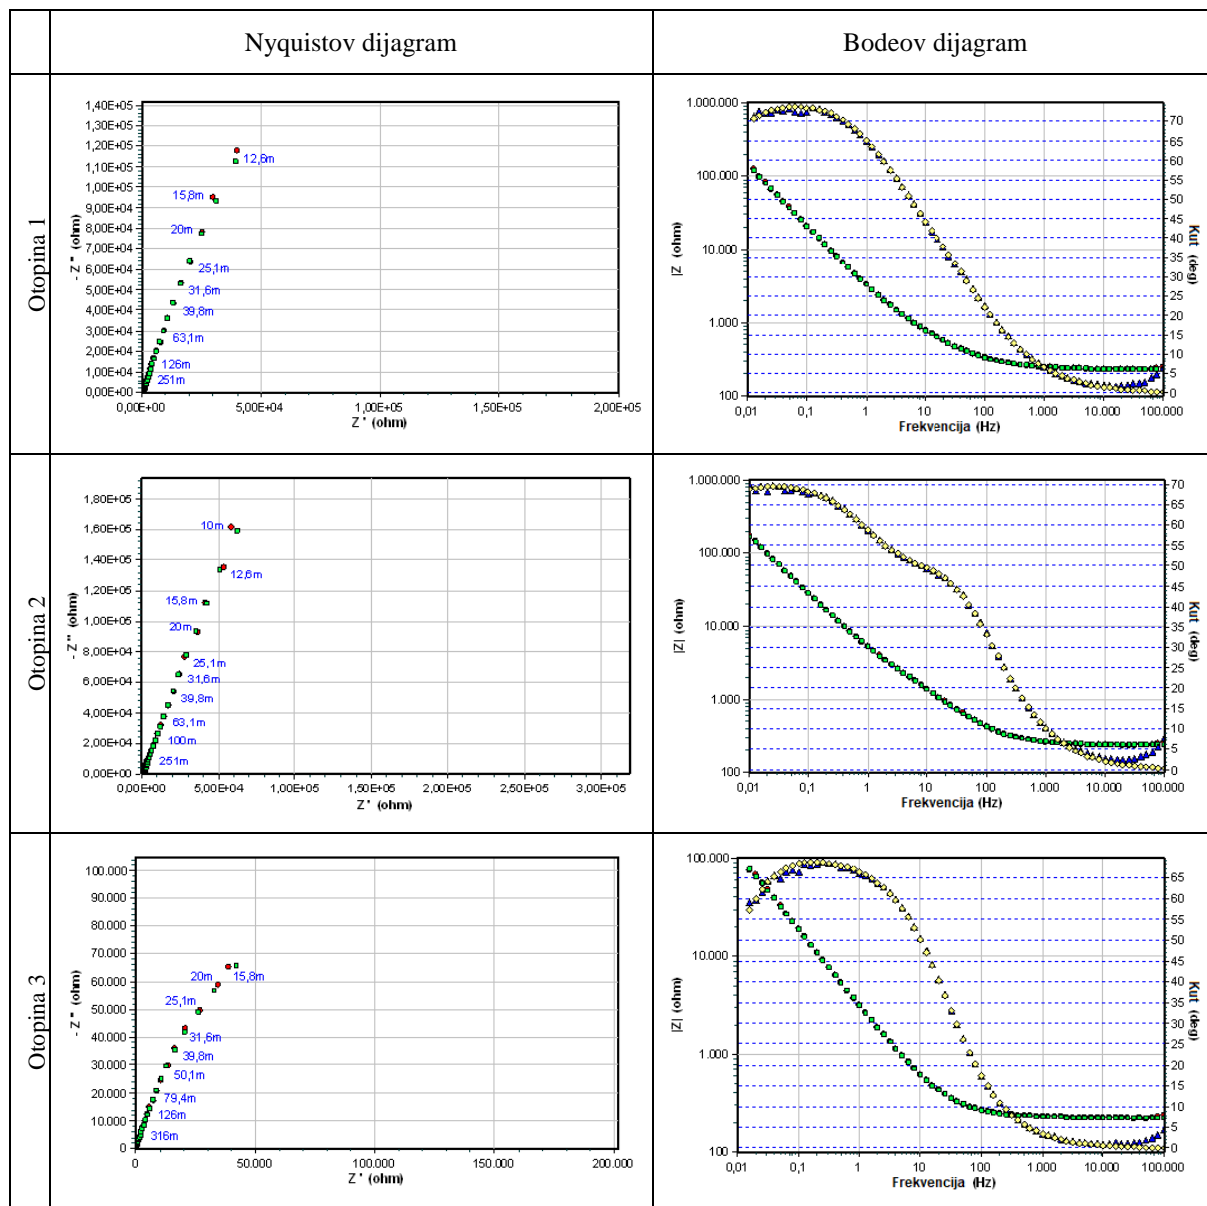 Nyquistov dijagram
Bodeov dijagram
Otopina 1
1,40E+05
1,30E+05
1,20E+05
1,10E+05
1,00E+05
9,00E+04
8,00E+04
7,00E+04
6,00E+04
5,00E+04
4,00E+04
3,00E+04
2,00E+04
1,00E+04
0,00E+00
- Z'' (ohm)
12,6m
15,8m
20m
25,1m
31,6m
39,8m
63,1m
126m
251m
0,00E+00 5,00E+04 1,00E+05 1,50E+05 2,00E+05
Z' (ohm)
1.000.000
100.000
10.000
1.000
100
|Z| (ohm)
70
65
60
55
50
45
40
35
30
25
20
15
10
5
0
Kut (deg)
0,01 0,1 1 10 100 1.000 10.000 100.000
Frekvencija (Hz)
Otopina 2
1,80E+05
1,60E+05
1,40E+05
1,20E+05
1,00E+05
8,00E+04
6,00E+04
4,00E+04
2,00E+04
0,00E+00
- Z'' (ohm)
10m
12,6m
15,8m
20m
25,1m
31,6m
39,8m
63,1m
100m
251m
0,00E+00 5,00E+04 1,00E+05 1,50E+05 2,00E+05 2,50E+05 3,00E+05
Z' (ohm)
1.000.000
100.000
10.000
1.000
100
|Z| (ohm)
70
65
60
55
50
45
40
35
30
25
20
15
10
5
0
Kut (deg)
0,01 0,1 1 10 100 1.000 10.000 100.000
Frekvencija (Hz)
Otopina 3
100.000
90.000
80.000
70.000
60.000
50.000
40.000
30.000
20.000
10.000
0
- Z'' (ohm)
20m
15,8m
25,1m
31,6m
39,8m
50,1m
79,4m
126m
316m
0 50.000 100.000 150.000 200.000
Z' (ohm)
100.000
10.000
1.000
100
|Z| (ohm)
65
60
55
50
45
40
35
30
25
20
15
10
5
0
Kut (deg)
0,01 0,1 1 10 100 1.000 10.000 100.000
Frekvencija (Hz)